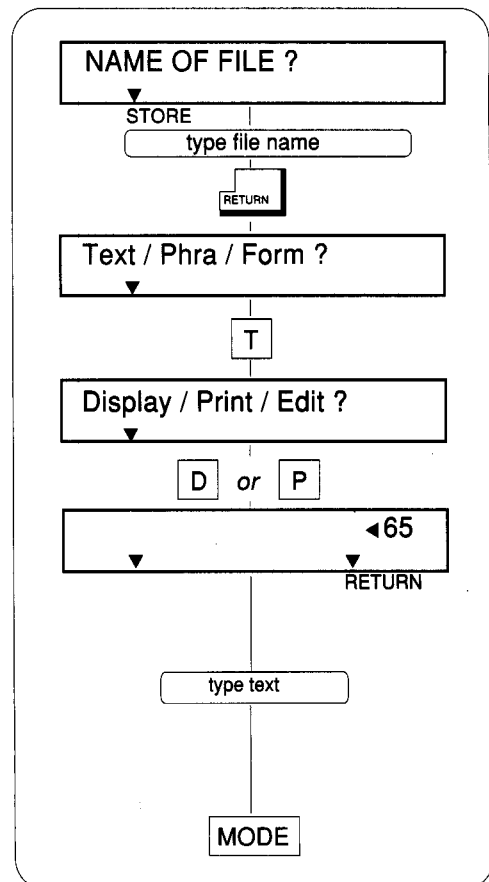 NAME OF FILE ?
STORE
type file name
RETURN
Text / Phra / Form ?
T
Display / Print / Edit ?
D or P
◄65
RETURN
type text
MODE